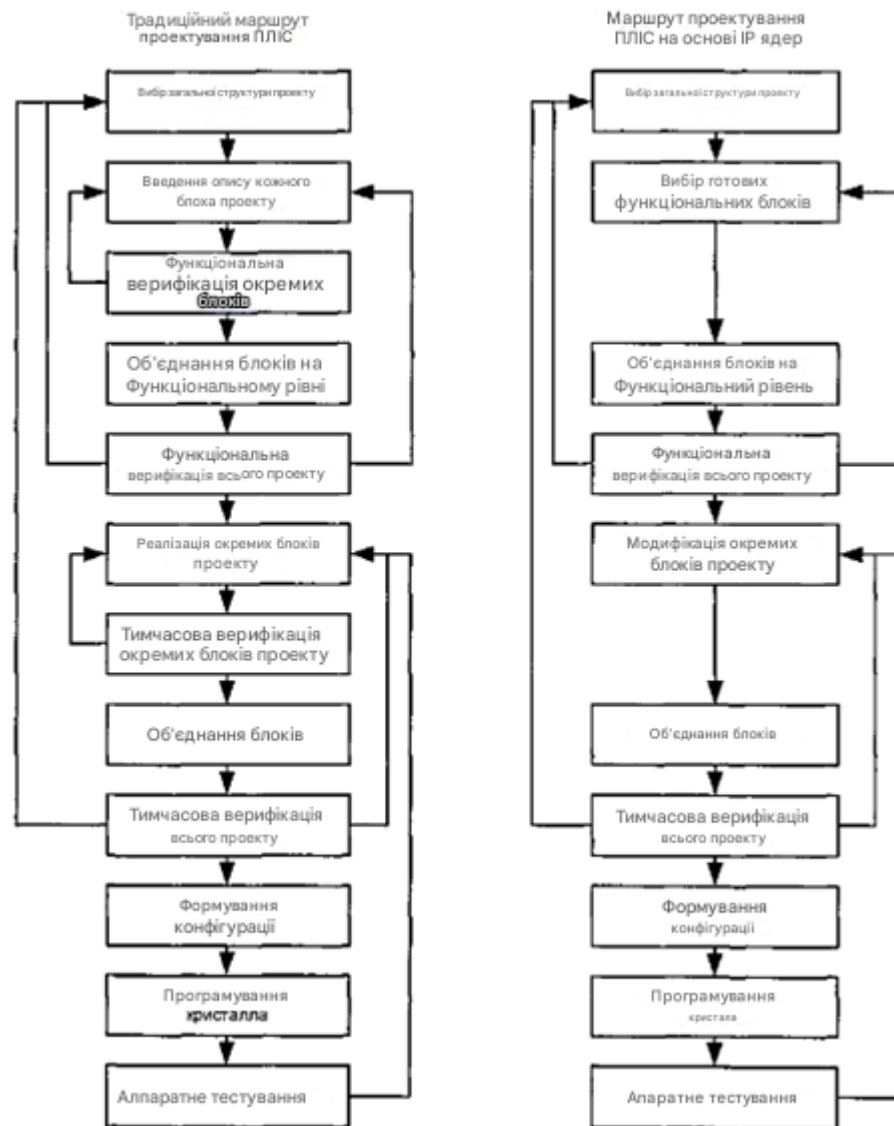 Традиційний маршрут
проектування ПЛІС
Вибір загальної структури проекту
Введення опису кожного
блоха проекту
Функціональна
верифікація окремих
блоків
Об'єднання блоків на
Функціональному рівні
Функціональна
верифікація всього проекту
Реалізація окремих блоків
проекту
Тимчасова верифікація
окремих блоків проекту
Об'єднання блоків
Тимчасова верифікація
всього проекту
Формування
конфігурації
Програмування
кристалла
Аллпаратне тестування
Маршрут проектування
ПЛІС на основі IP ядер
Вибір загальної структури проекту
Вибір готових
функціональних блоків
Об'єднання блоків на
Функціональний рівень
Функціональна
верифікація всього проекту
Модифікація окремих
блоків проекту
Об'єднання блоків
Тимчасова верифікація
всього проекту
Формування
конфігурації
Програмування
кристала
Апаратне тестування